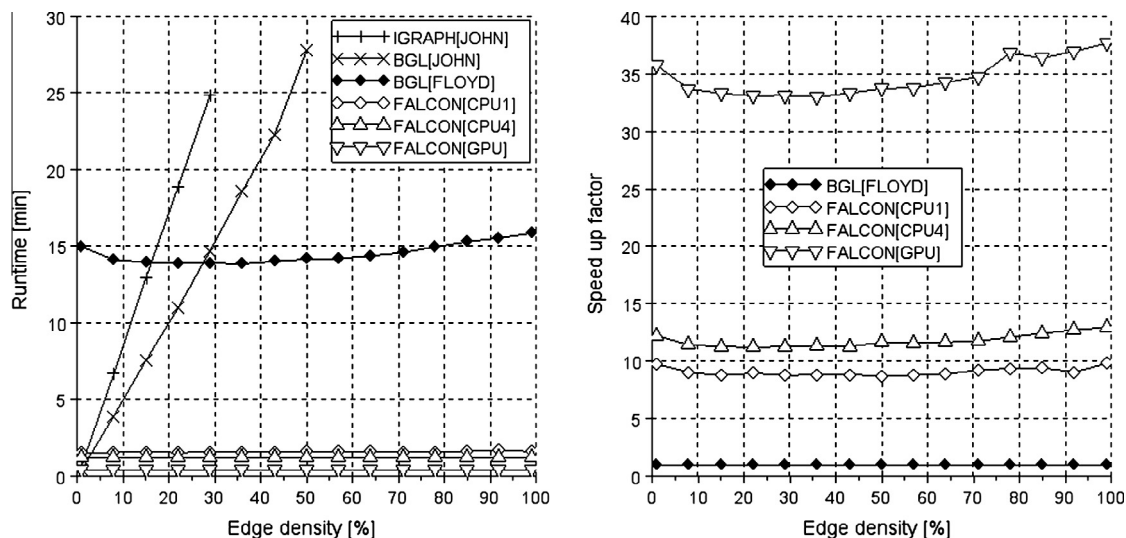 30
25
20
15
10
5
0
Runtime [min]
0 10 20 30 40 50 60 70 80 90 100
Edge density [%]
IGRAPH[JOHN]
BGL[JOHN]
BGL[FLOYD]
FALCON[CPU1]
FALCON[CPU4]
FALCON[GPU]
40
35
30
25
20
15
10
5
0
Speed up factor
0 10 20 30 40 50 60 70 80 90 100
Edge density [%]
BGL[FLOYD]
FALCON[CPU1]
FALCON[CPU4]
FALCON[GPU]